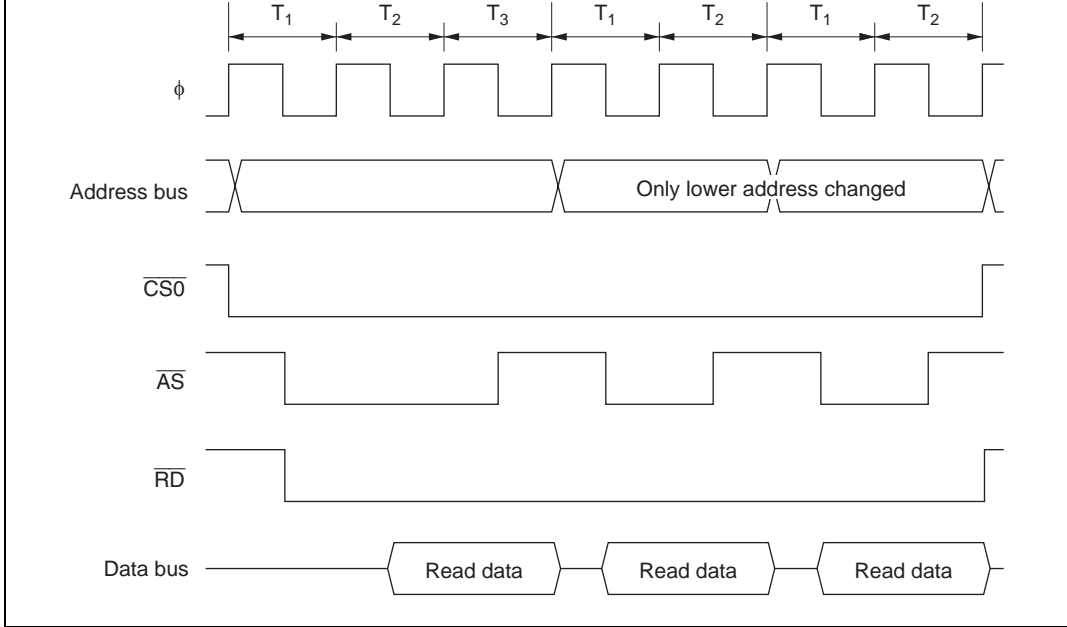 T1 T2 T3 T1 T2 T1 T2
ϕ
Address bus Only lower address changed
CS0
AS
RD
Data bus Read data Read data Read data